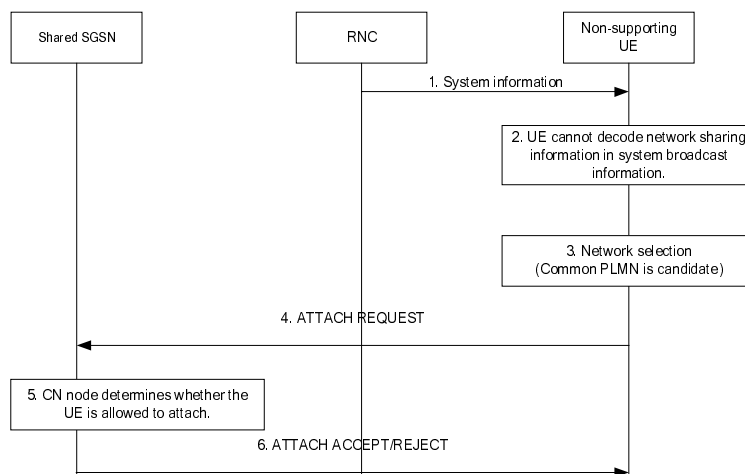 Shared SGSN
RNC
Non-supporting
UE
1. System information
2. UE cannot decode network sharing
information in system broadcast
information.
3. Network selection
(Common PLMN is candidate)
4. ATTACH REQUEST
5. CN node determines whether the
UE is allowed to attach.
6. ATTACH ACCEPT/REJECT